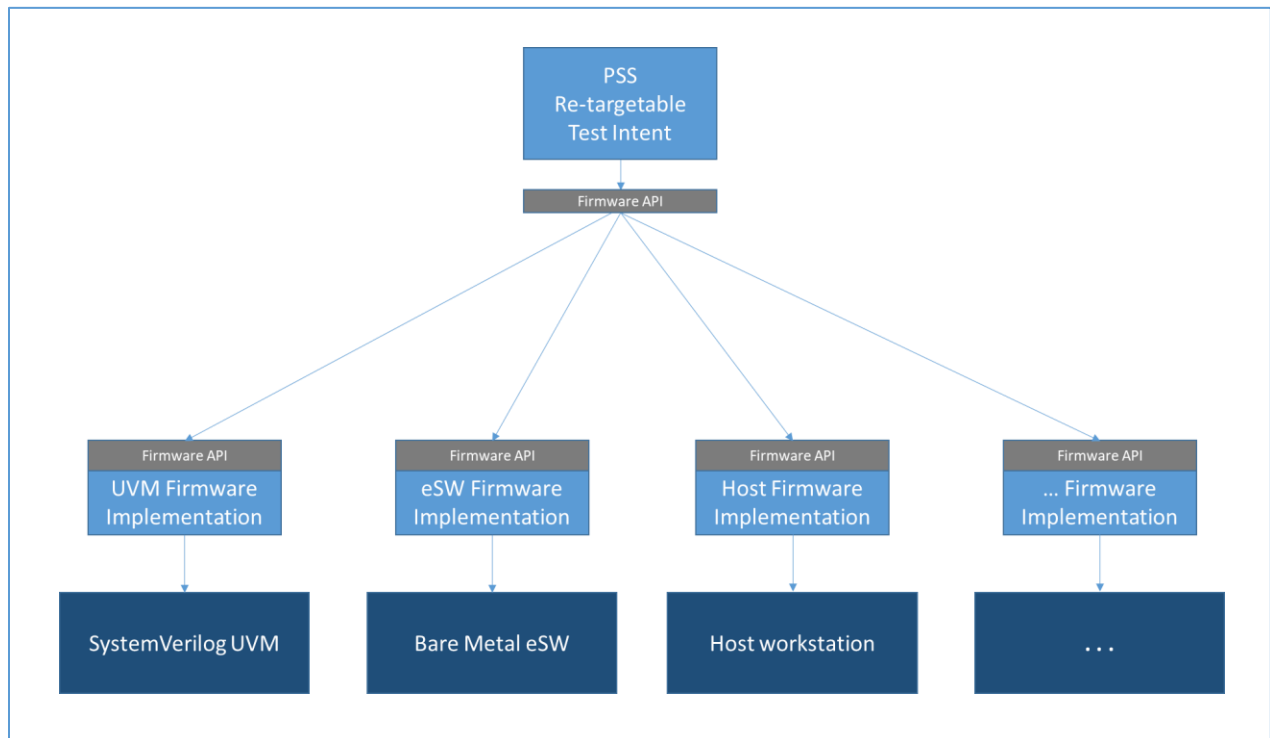 PSS
Re-targetable
Test Intent
Firmware API
Firmware API
UVM Firmware
Implementation
Firmware API
eSW Firmware
Implementation
Firmware API
Host Firmware
Implementation
Firmware API
... Firmware
Implementation
SystemVerilog UVM
Bare Metal eSW
Host workstation
...